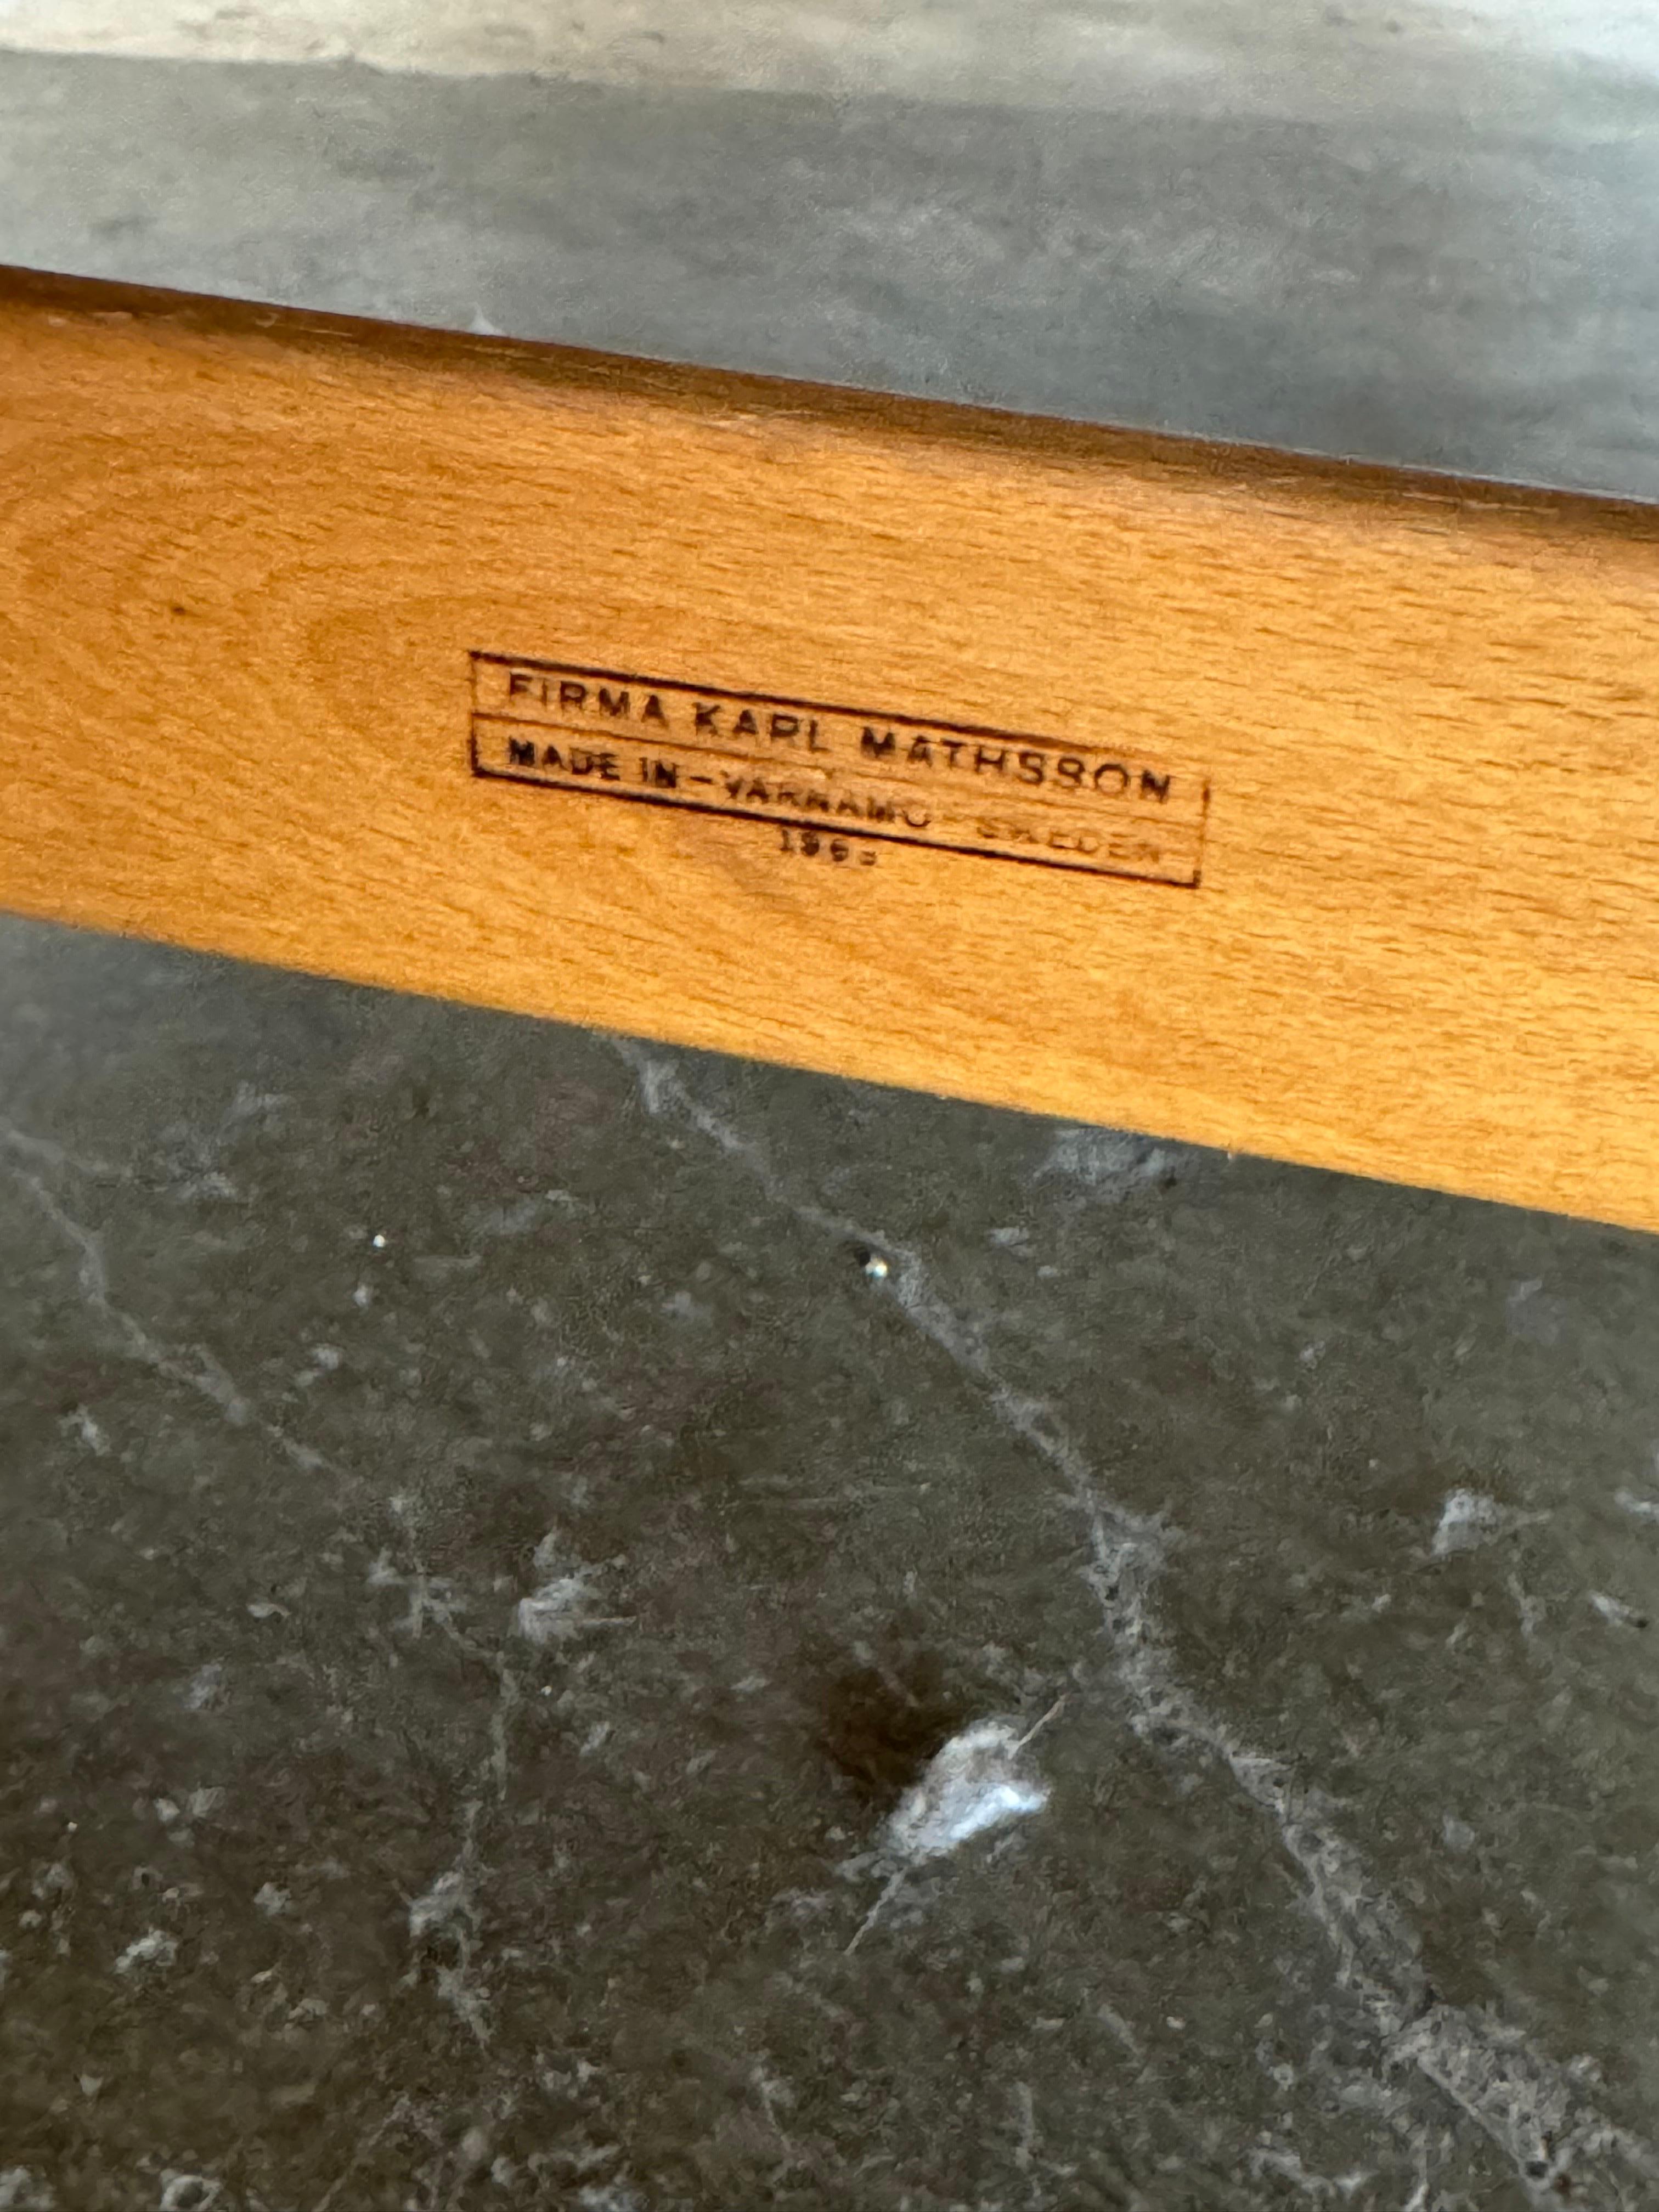 FIRMA KARL MATHSSON
MADE IN–VÄRNAMO–SWEDEN